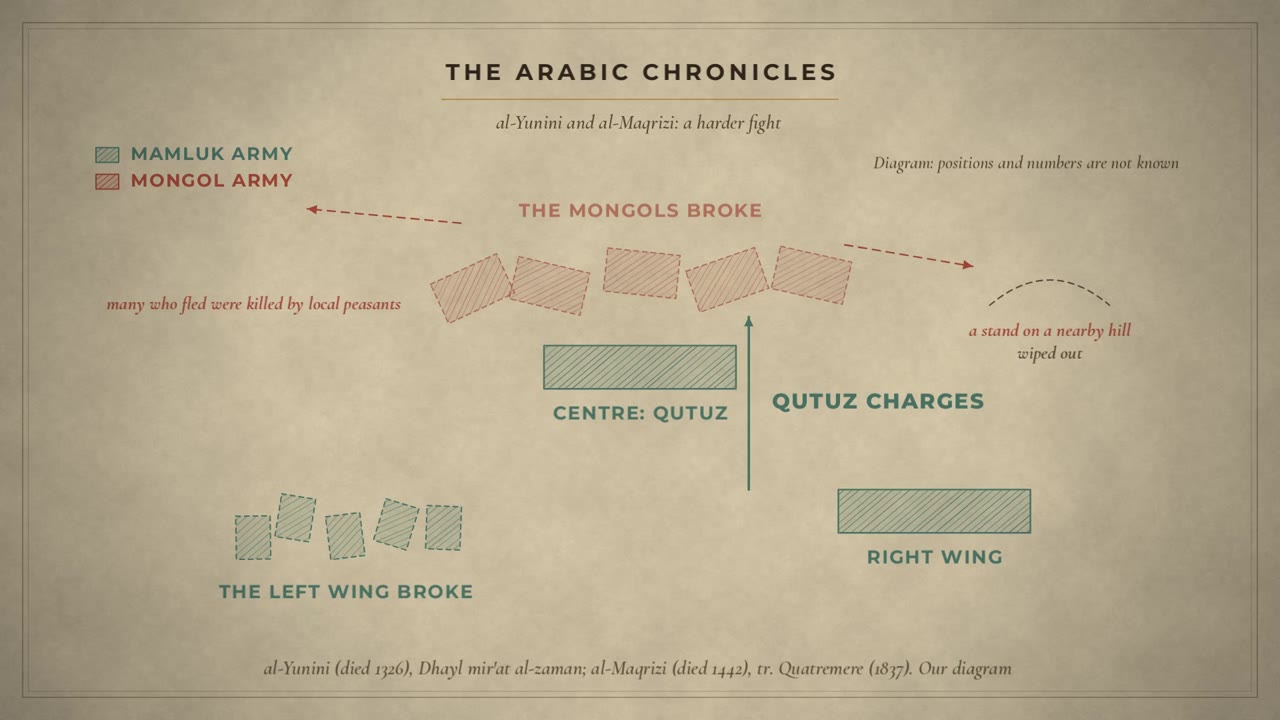 THE ARABIC CHRONICLES
al-Yunini and al-Maqrizi: a harder fight
MAMLUK ARMY
MONGOL ARMY
Diagram: positions and numbers are not known
THE MONGOLS BROKE
many who fled were killed by local peasants
a stand on a nearby hill
wiped out
CENTRE: QUTUZ
QUTUZ CHARGES
RIGHT WING
THE LEFT WING BROKE
al-Yunini (died 1326), Dhayl mir'at al-zaman; al-Maqrizi (died 1442), tr. Quatremere (1837). Our diagram